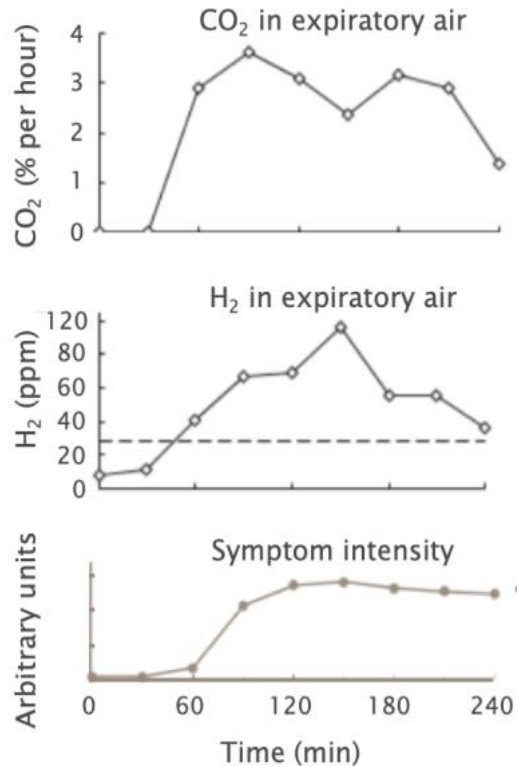 CO₂ in expiratory air
CO₂ (% per hour)
4
3
2
1
0
H₂ in expiratory air
H₂ (ppm)
120
80
60
40
20
0
Symptom intensity
Arbitrary units
0 60 120 180 240
Time (min)